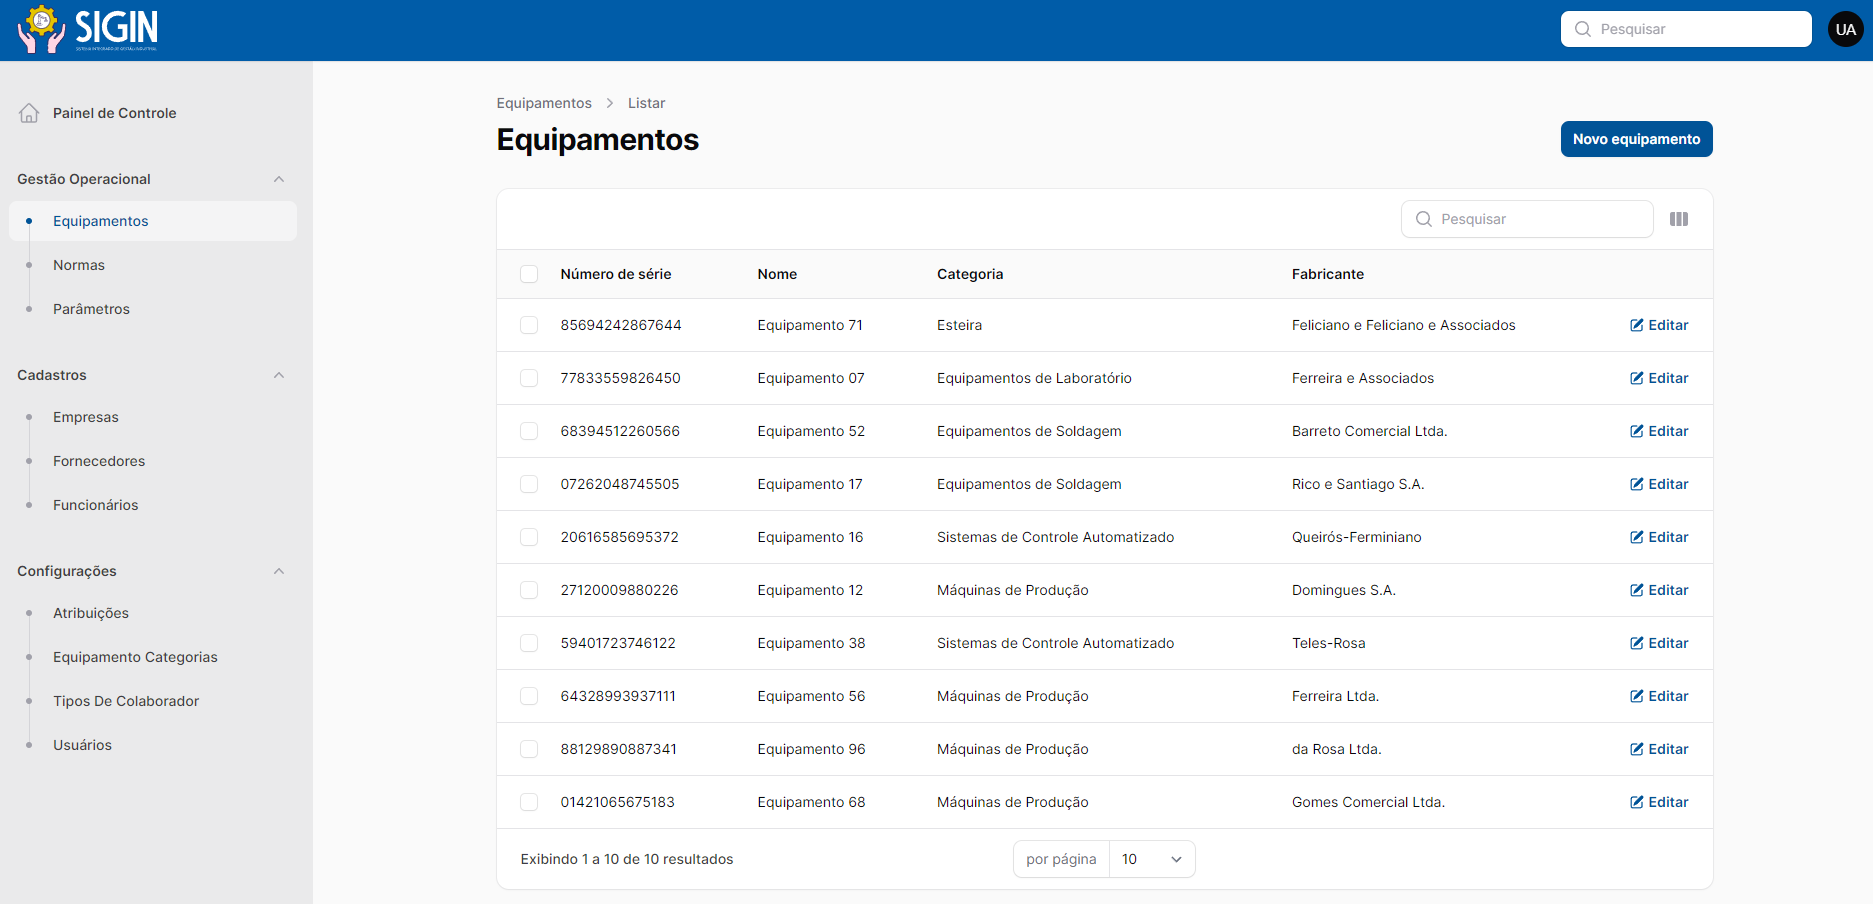 SIGIN
SISTEMA INTEGRADO DE GESTÃO INDUSTRIAL
Pesquisar
UA
Painel de Controle
Gestão Operacional
Equipamentos
Normas
Parâmetros
Cadastros
Empresas
Fornecedores
Funcionários
Configurações
Atribuições
Equipamento Categorias
Tipos De Colaborador
Usuários
Equipamentos > Listar
Equipamentos
Novo equipamento
Pesquisar
Número de série Nome Categoria Fabricante
85694242867644 Equipamento 71 Esteira Feliciano e Feliciano e Associados Editar
77833559826450 Equipamento 07 Equipamentos de Laboratório Ferreira e Associados Editar
68394512260566 Equipamento 52 Equipamentos de Soldagem Barreto Comercial Ltda. Editar
07262048745505 Equipamento 17 Equipamentos de Soldagem Rico e Santiago S.A. Editar
20616585695372 Equipamento 16 Sistemas de Controle Automatizado Queirós-Ferminiano Editar
27120009880226 Equipamento 12 Máquinas de Produção Domingues S.A. Editar
59401723746122 Equipamento 38 Sistemas de Controle Automatizado Teles-Rosa Editar
64328993937111 Equipamento 56 Máquinas de Produção Ferreira Ltda. Editar
88129890887341 Equipamento 96 Máquinas de Produção da Rosa Ltda. Editar
01421065675183 Equipamento 68 Máquinas de Produção Gomes Comercial Ltda. Editar
Exibindo 1 a 10 de 10 resultados
por página 10